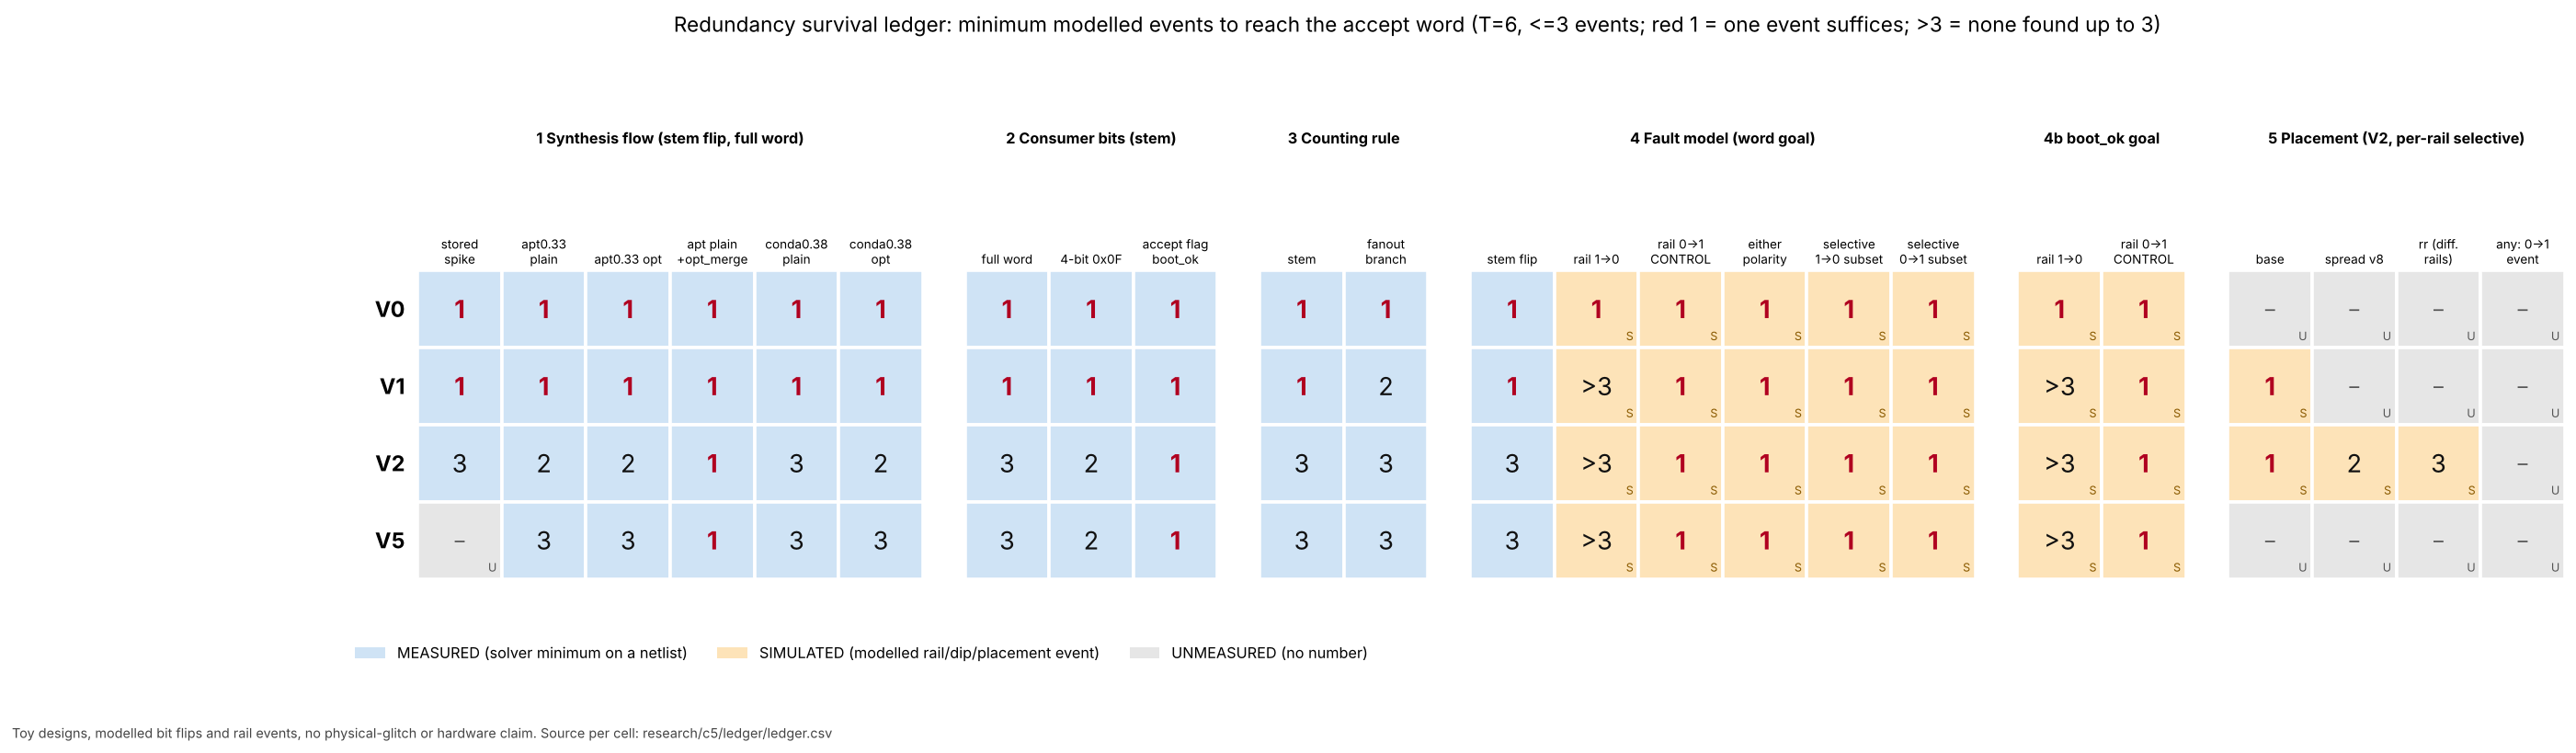 Redundancy survival ledger: minimum modelled events to reach the accept word (T=6, <=3 events; red 1 = one event suffices; >3 = none found up to 3)
1 Synthesis flow (stem flip, full word)
2 Consumer bits (stem)
3 Counting rule
4 Fault model (word goal)
4b boot_ok goal
5 Placement (V2, per-rail selective)
stored
spike
apt0.33
plain
apt0.33 opt
apt plain
+opt_merge
conda0.38
plain
conda0.38
opt
full word
4-bit 0x0F
accept flag
boot_ok
stem
fanout
branch
stem flip
rail 1→0
rail 0→1
CONTROL
either
polarity
selective
1→0 subset
selective
0→1 subset
rail 1→0
rail 0→1
CONTROL
base
spread v8
rr (diff.
rails)
any: 0→1
event
V0 1 1 1 1 1 1 1 1 1 1 1 1 1 S 1 S 1 S 1 S 1 S 1 S 1 S – U – U – U – U
V1 1 1 1 1 1 1 1 1 1 1 2 1 >3 S 1 S 1 S 1 S 1 S >3 S 1 S 1 S – U – U – U
V2 3 2 2 1 3 2 3 2 1 3 3 3 >3 S 1 S 1 S 1 S 1 S >3 S 1 S 1 S 2 S 3 S – U
V5 – U 3 3 1 3 3 3 2 1 3 3 3 >3 S 1 S 1 S 1 S 1 S >3 S 1 S – U – U – U – U
MEASURED (solver minimum on a netlist)
SIMULATED (modelled rail/dip/placement event)
UNMEASURED (no number)
Toy designs, modelled bit flips and rail events, no physical-glitch or hardware claim. Source per cell: research/c5/ledger/ledger.csv